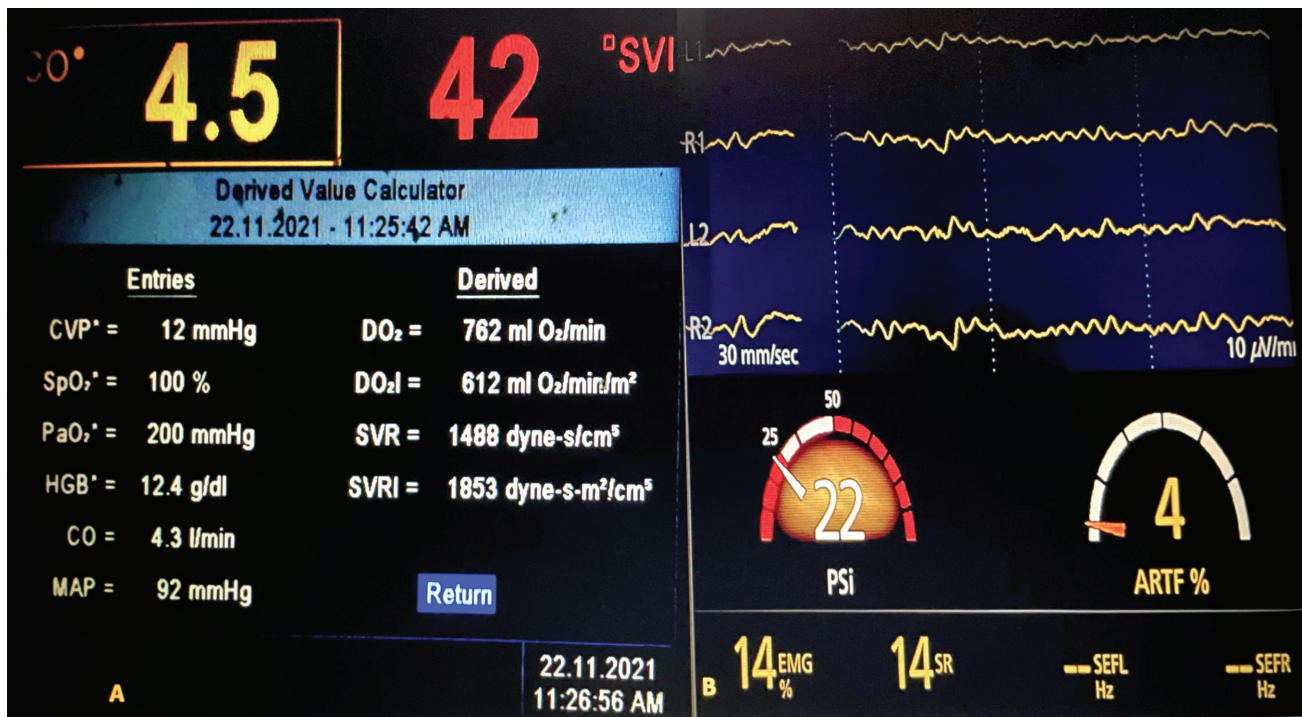 CO•
4.5
42
SVI
Derived Value Calculator
22.11.2021 - 11:25:42 AM
Entries
Derived
CVP* = 12 mmHg
DO₂ = 762 ml O₂/min
SpO₂* = 100 %
DO₂I = 612 ml O₂/min/m²
PaO₂* = 200 mmHg
SVR = 1488 dyne-s/cm⁵
HGB* = 12.4 g/dl
SVRI = 1853 dyne-s-m²/cm⁵
CO = 4.3 l/min
MAP = 92 mmHg
Return
22.11.2021
11:26:56 AM
A
L1
R1
L2
R2
30 mm/sec
50
25
22
PSi
4
ARTF %
B
14 EMG %
14 SR
-- SEFL Hz
-- SEFR Hz